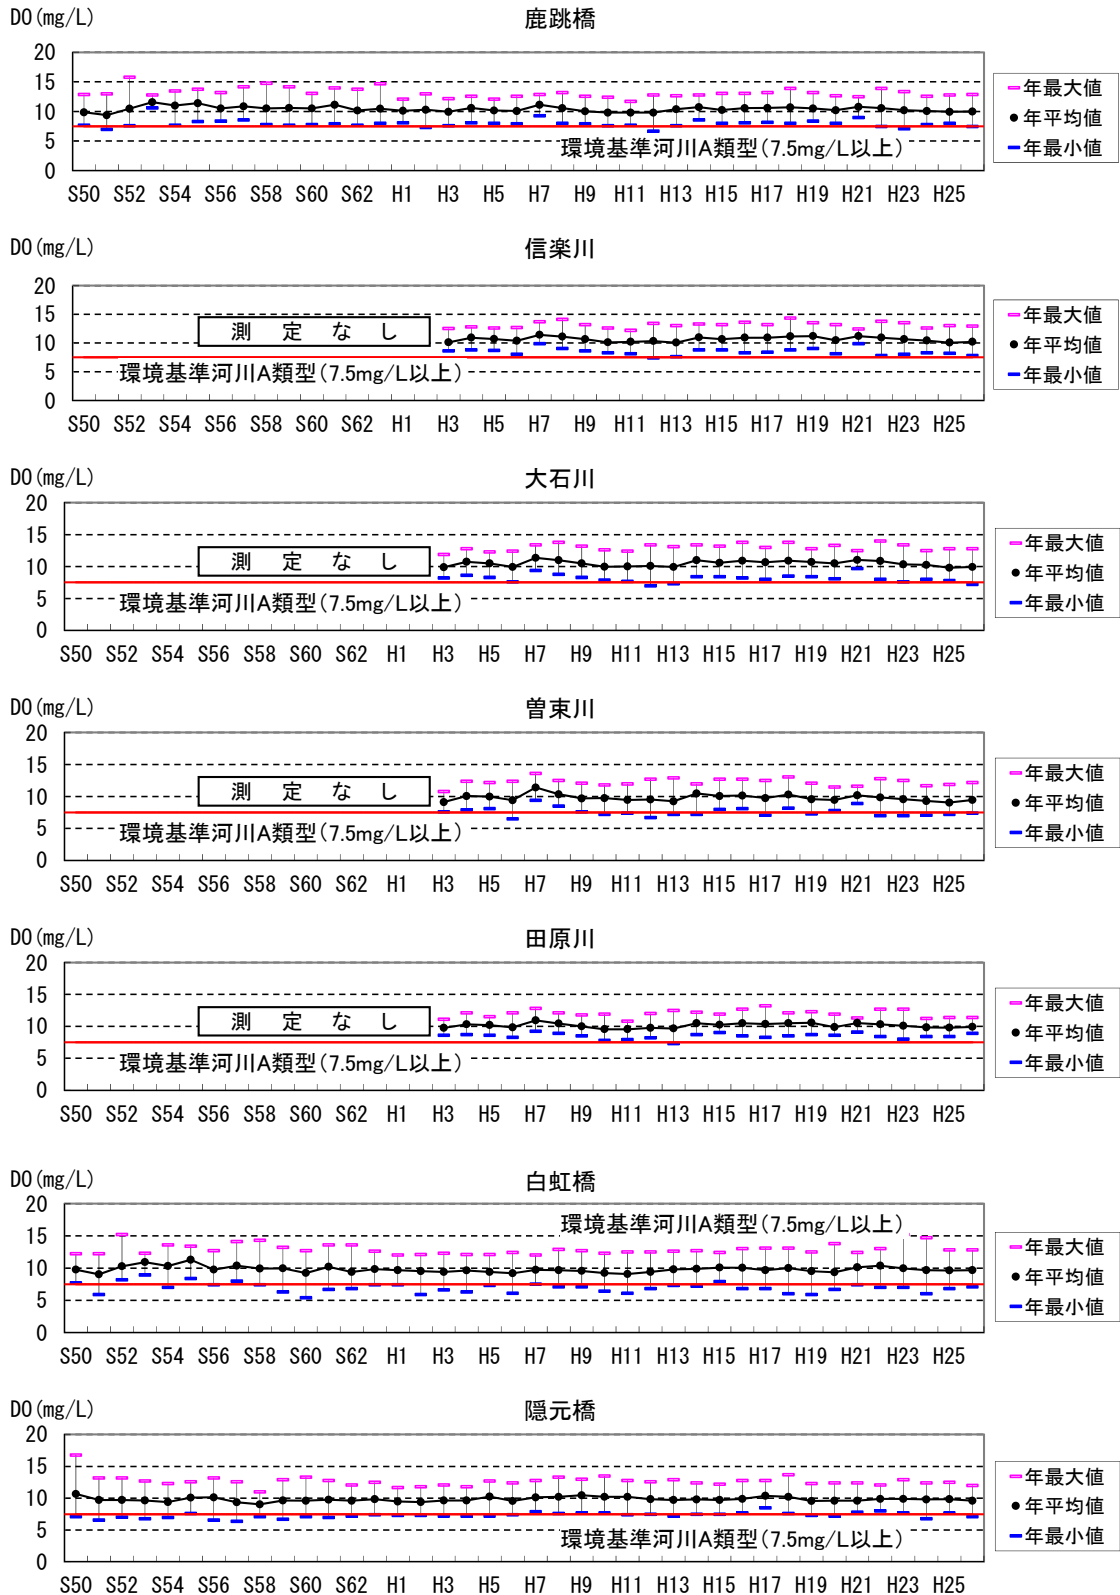 DO(mg/L)
鹿跳橋
20
15
10
5
0
環境基準河川A類型(7.5mg/L以上)
S50 S52 S54 S56 S58 S60 S62 H1 H3 H5 H7 H9 H11 H13 H15 H17 H19 H21 H23 H25
年最大値
年平均値
年最小値
DO(mg/L)
信楽川
20
15
10
5
0
測定なし
環境基準河川A類型(7.5mg/L以上)
S50 S52 S54 S56 S58 S60 S62 H1 H3 H5 H7 H9 H11 H13 H15 H17 H19 H21 H23 H25
年最大値
年平均値
年最小値
DO(mg/L)
大石川
20
15
10
5
0
測定なし
環境基準河川A類型(7.5mg/L以上)
S50 S52 S54 S56 S58 S60 S62 H1 H3 H5 H7 H9 H11 H13 H15 H17 H19 H21 H23 H25
年最大値
年平均値
年最小値
DO(mg/L)
曽束川
20
15
10
5
0
測定なし
環境基準河川A類型(7.5mg/L以上)
S50 S52 S54 S56 S58 S60 S62 H1 H3 H5 H7 H9 H11 H13 H15 H17 H19 H21 H23 H25
年最大値
年平均値
年最小値
DO(mg/L)
田原川
20
15
10
5
0
測定なし
環境基準河川A類型(7.5mg/L以上)
S50 S52 S54 S56 S58 S60 S62 H1 H3 H5 H7 H9 H11 H13 H15 H17 H19 H21 H23 H25
年最大値
年平均値
年最小値
DO(mg/L)
白虹橋
20
15
10
5
0
環境基準河川A類型(7.5mg/L以上)
S50 S52 S54 S56 S58 S60 S62 H1 H3 H5 H7 H9 H11 H13 H15 H17 H19 H21 H23 H25
年最大値
年平均値
年最小値
DO(mg/L)
隠元橋
20
15
10
5
0
環境基準河川A類型(7.5mg/L以上)
S50 S52 S54 S56 S58 S60 S62 H1 H3 H5 H7 H9 H11 H13 H15 H17 H19 H21 H23 H25
年最大値
年平均値
年最小値